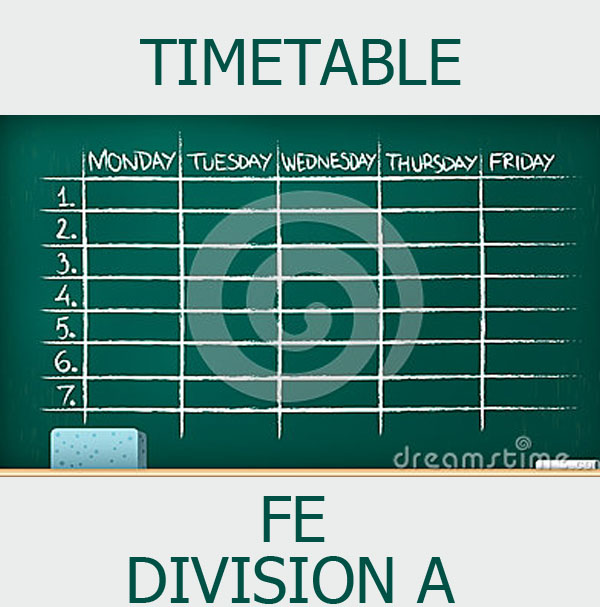 TIMETABLE
MONDAY TUESDAY WEDNESDAY THURSDAY FRIDAY
1.
2.
3.
4.
5.
6.
7.
dreamstime
FE
DIVISION A